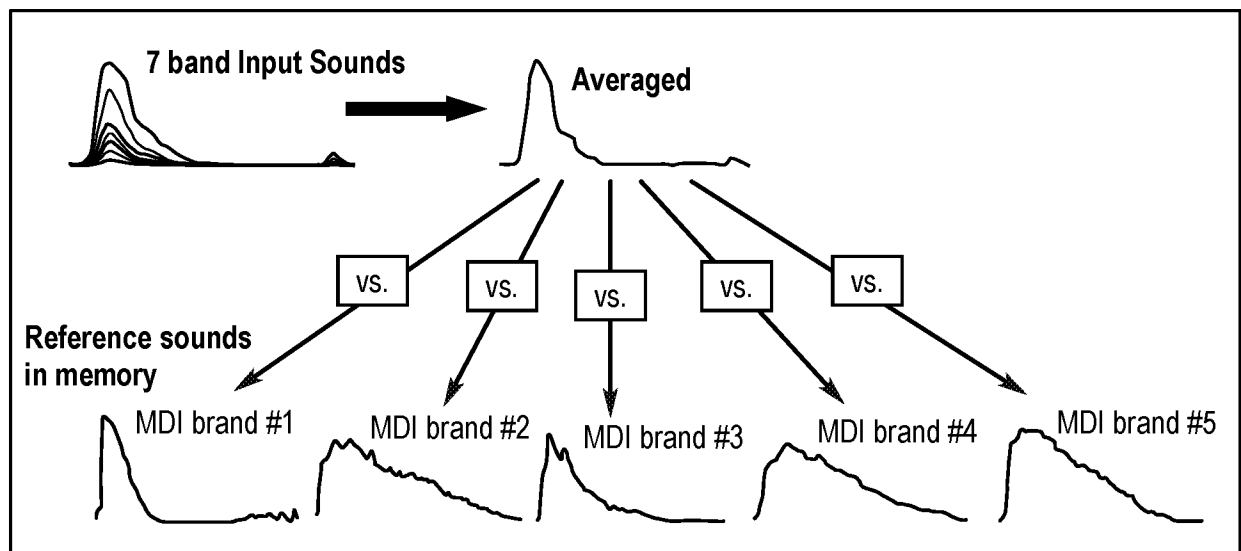 7 band Input Sounds
Averaged
vs.
vs.
vs.
vs.
vs.
Reference sounds
in memory
MDI brand #1
MDI brand #2
MDI brand #3
MDI brand #4
MDI brand #5